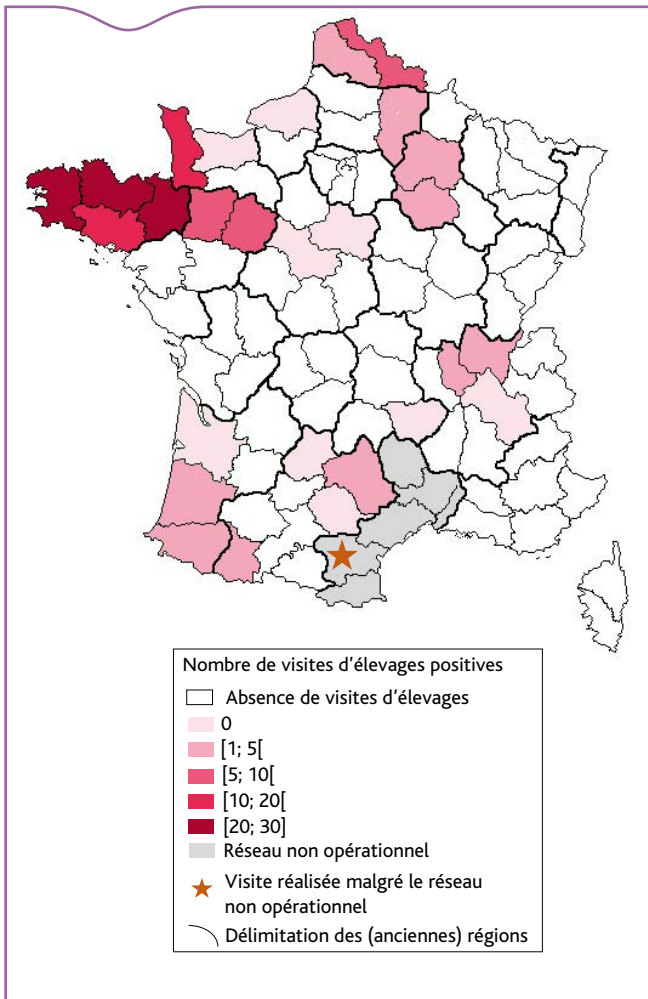 Nombre de visites d'élevages positives
Absence de visites d'élevages
0
[1; 5[
[5; 10[
[10; 20[
[20; 30]
Réseau non opérationnel
Visite réalisée malgré le réseau
non opérationnel
Délimitation des (anciennes) régions